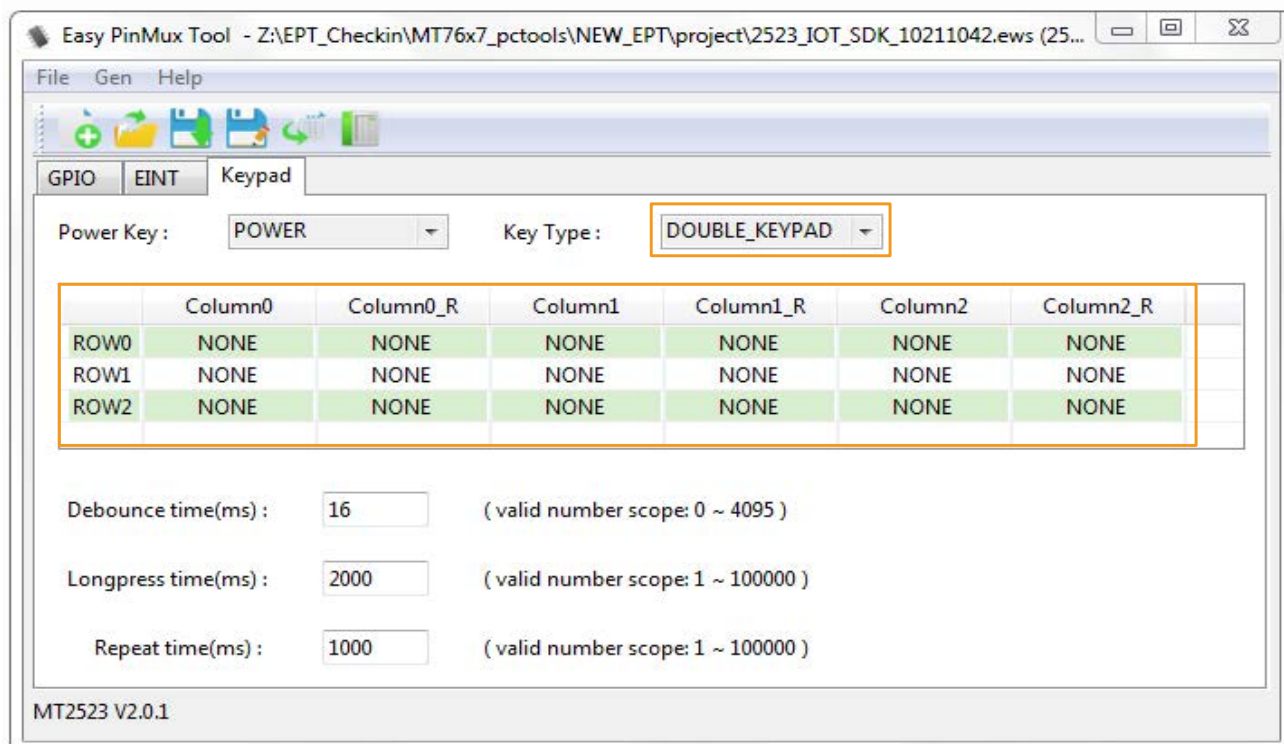 Easy PinMux Tool - Z:\EPT_Checkin\MT76x7_pctools\NEW_EPT\project\2523_IOT_SDK_10211042.ews (25...
File Gen Help
GPIO EINT Keypad
Power Key : POWER Key Type : DOUBLE_KEYPAD
Column0 Column0_R Column1 Column1_R Column2 Column2_R
ROW0 NONE NONE NONE NONE NONE NONE
ROW1 NONE NONE NONE NONE NONE NONE
ROW2 NONE NONE NONE NONE NONE NONE
Debounce time(ms) : 16 ( valid number scope: 0 ~ 4095 )
Longpress time(ms) : 2000 ( valid number scope: 1 ~ 100000 )
Repeat time(ms) : 1000 ( valid number scope: 1 ~ 100000 )
MT2523 V2.0.1